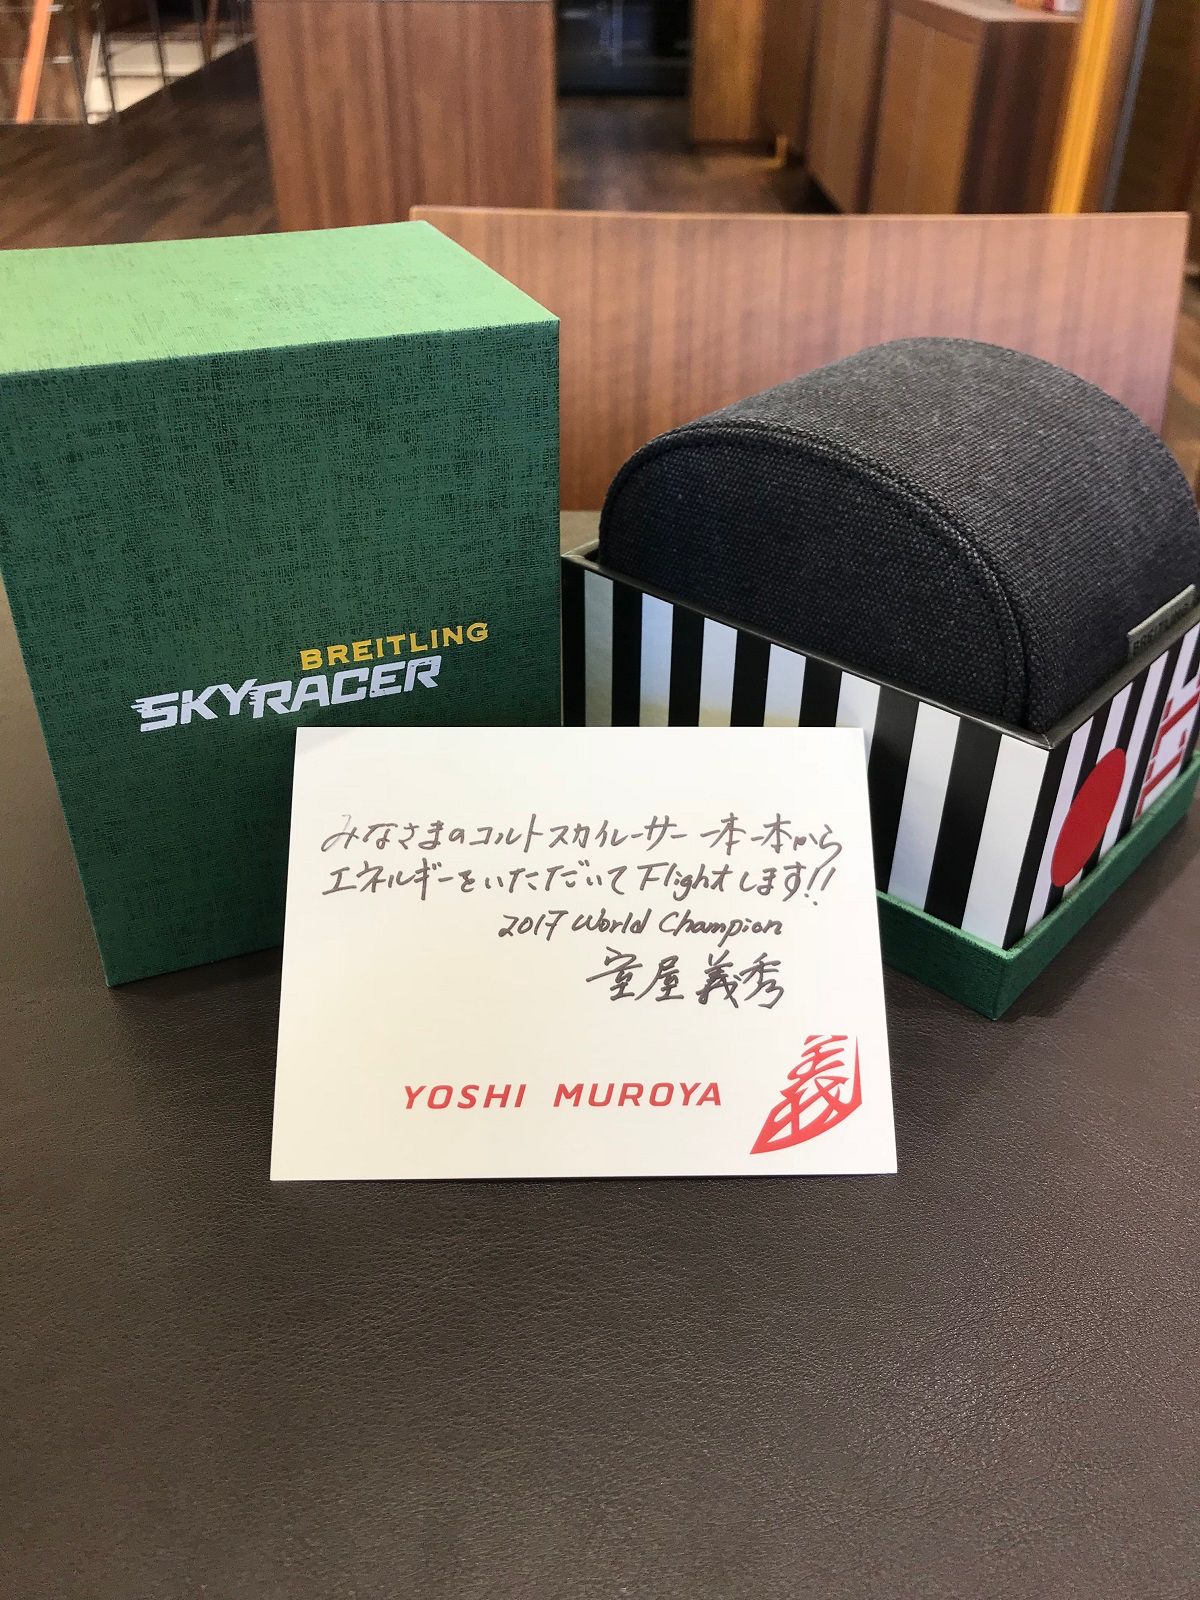 BREITLING
SKYRACER
みなさまのコルトスカイレーサー 一本一本から
エネルギーをいただいてFlightします!!
2017 World Champion
室屋義秀
YOSHI MUROYA
義